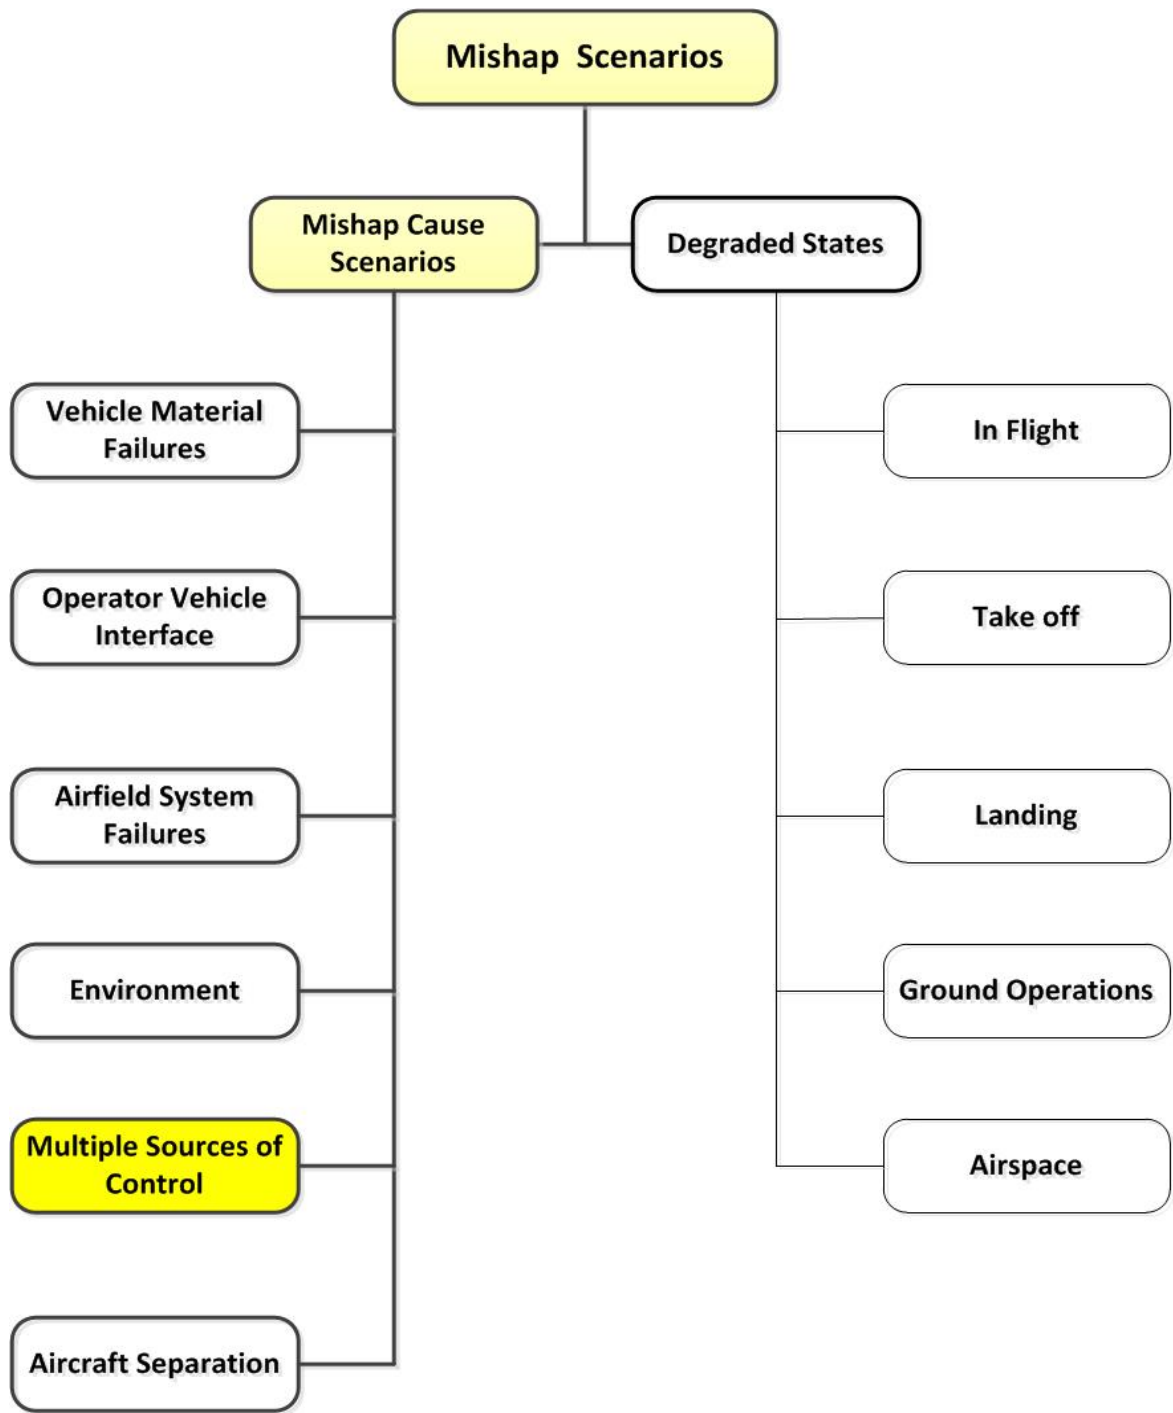 Mishap Scenarios
Mishap Cause
Scenarios
Degraded States
Vehicle Material
Failures
In Flight
Operator Vehicle
Interface
Take off
Airfield System
Failures
Landing
Environment
Ground Operations
Multiple Sources of
Control
Airspace
Aircraft Separation